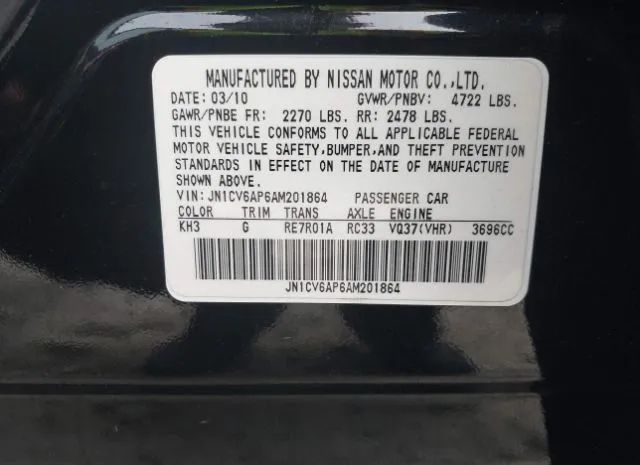 MANUFACTURED BY NISSAN MOTOR CO.,LTD.
DATE: 03/10 GVWR/PNBV: 4722 LBS.
GAWR/PNBE FR: 2270 LBS. RR: 2478 LBS.
THIS VEHICLE CONFORMS TO ALL APPLICABLE FEDERAL
MOTOR VEHICLE SAFETY,BUMPER,AND THEFT PREVENTION
STANDARDS IN EFFECT ON THE DATE OF MANUFACTURE
SHOWN ABOVE.
VIN: JN1CV6AP6AM201864 PASSENGER CAR
COLOR TRIM TRANS AXLE ENGINE
KH3 G RE7R01A RC33 VQ37(VHR) 3696CC
JN1CV6AP6AM201864